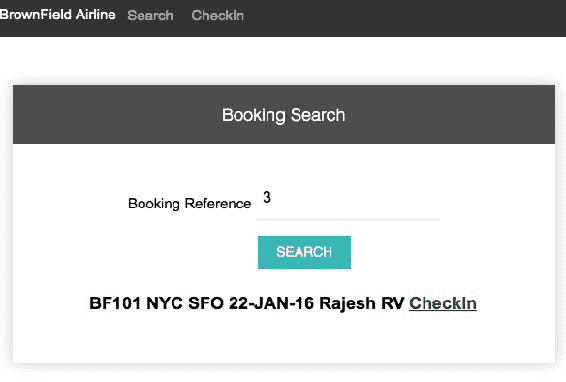 BrownField Airline Search CheckIn
Booking Search
Booking Reference 3
SEARCH
BF101 NYC SFO 22-JAN-16 Rajesh RV CheckIn